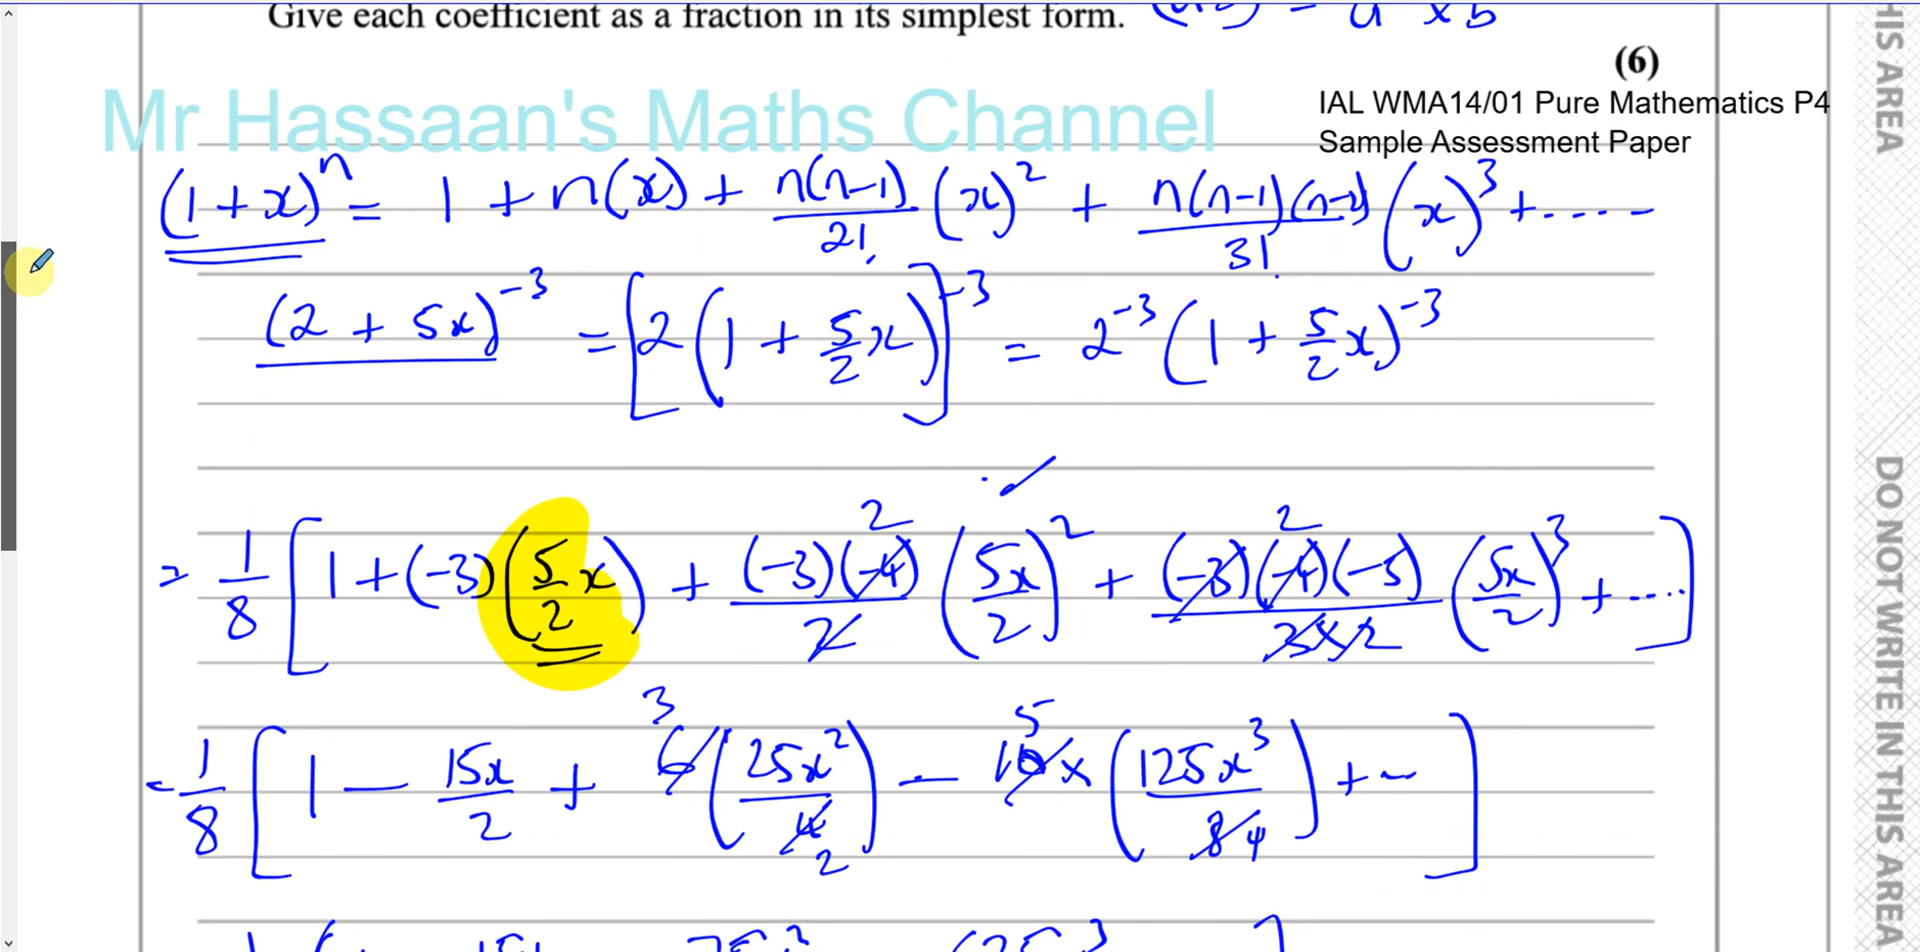 Give each coefficient as a fraction in its simplest form.
(6)
Mr Hassaan's Maths Channel
IAL WMA14/01 Pure Mathematics P4
Sample Assessment Paper
(1+x)^n = 1 + n(x) + n(n-1)/2! (x)^2 + n(n-1)(n-2)/3! (x)^3 + ....
(2 + 5x)^-3 = [2(1 + 5/2 x)]^-3 = 2^-3 (1 + 5/2 x)^-3
= 1/8 [1 + (-3)(5/2 x) + (-3)(-4)/2 (5x/2)^2 + (-3)(-4)(-5)/3x2 (5x/2)^3 + ....]
= 1/8 [1 - 15x/2 + 6(25x^2/4) - 10 x (125x^3/8) + ...]
HIS AREA
DO NOT WRITE IN THIS AREA